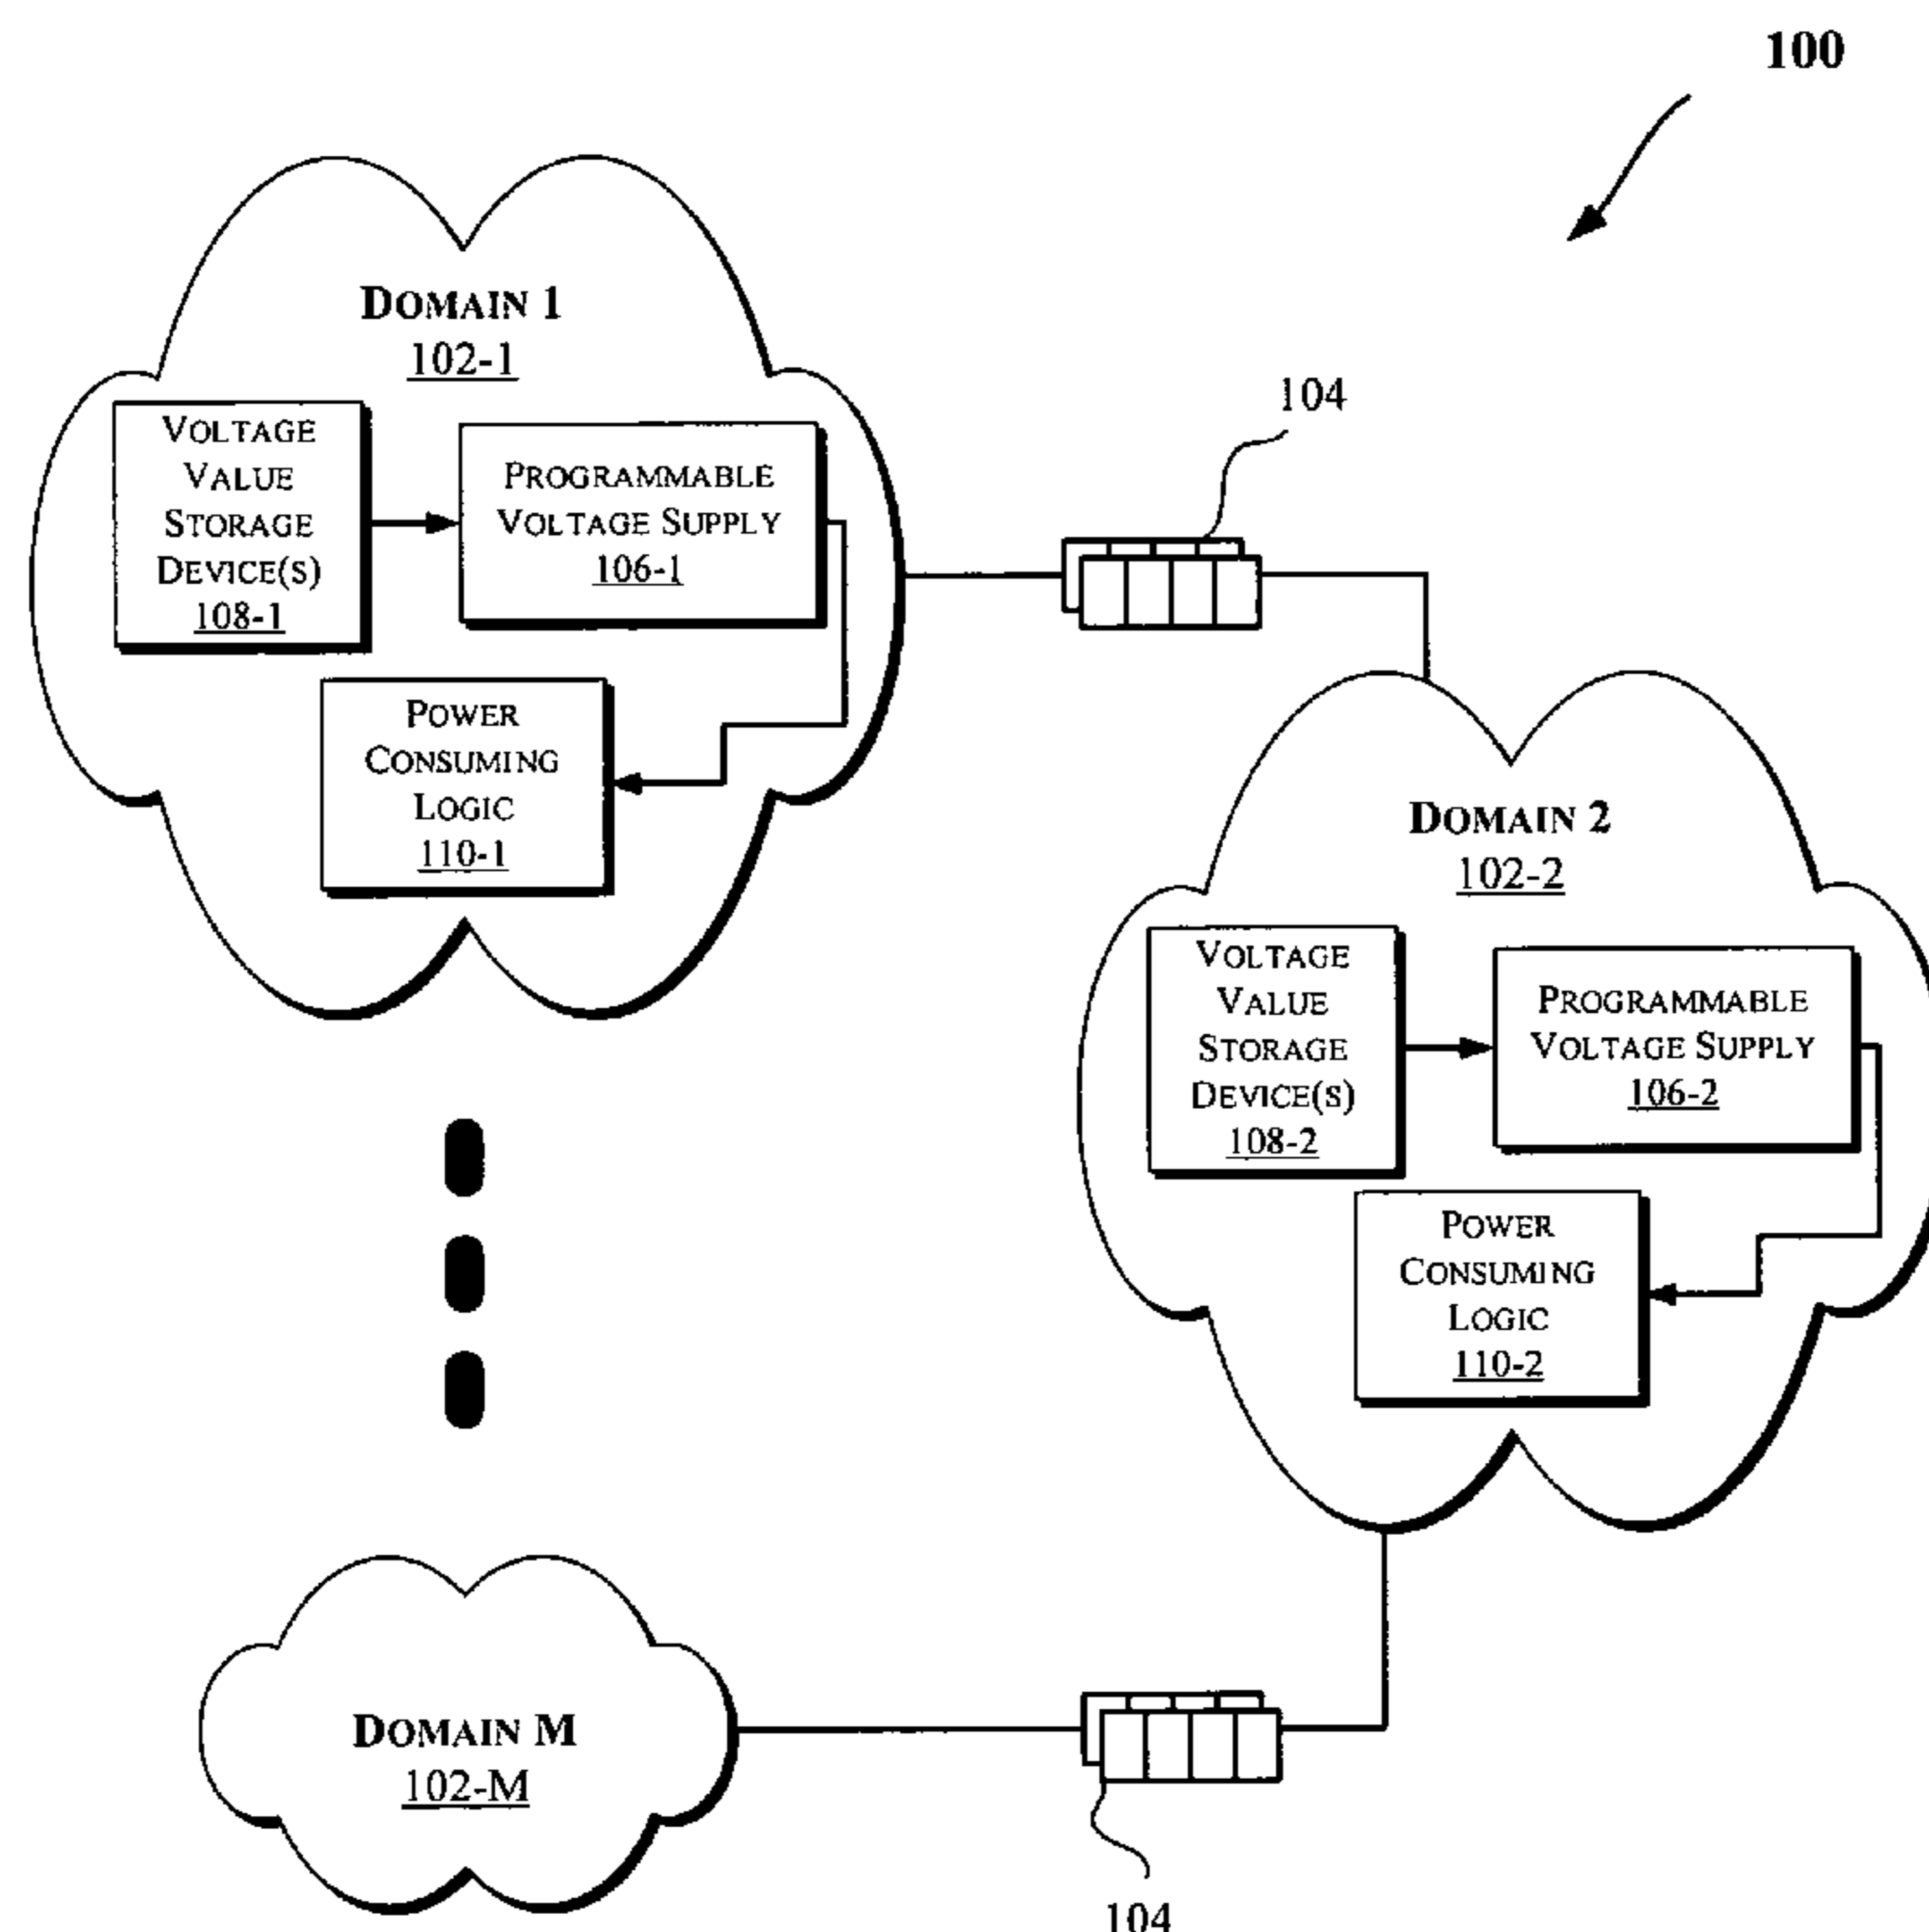 100
DOMAIN 1
102-1
VOLTAGE
VALUE
STORAGE
DEVICE(S)
108-1
PROGRAMMABLE
VOLTAGE SUPPLY
106-1
POWER
CONSUMING
LOGIC
110-1
104
DOMAIN 2
102-2
VOLTAGE
VALUE
STORAGE
DEVICE(S)
108-2
PROGRAMMABLE
VOLTAGE SUPPLY
106-2
POWER
CONSUMING
LOGIC
110-2
DOMAIN M
102-M
104